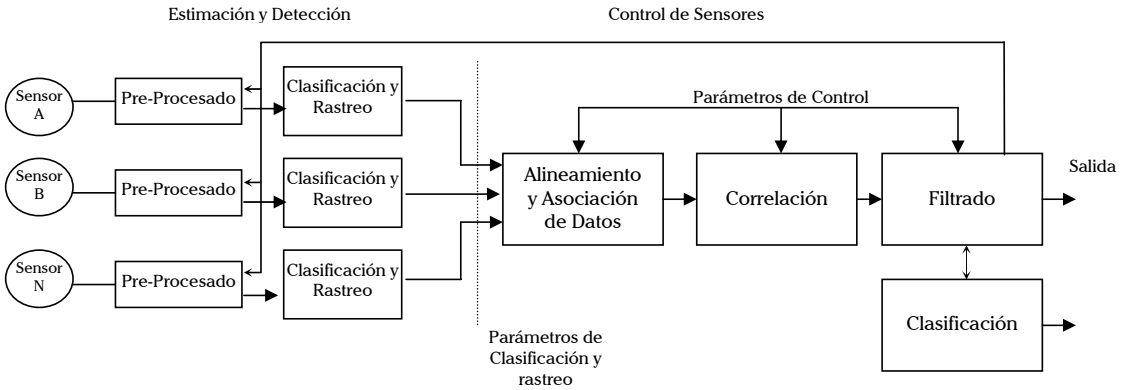 Estimación y Detección
Control de Sensores
Sensor
A
Pre-Procesado
Clasificación y
Rastreo
Sensor
B
Pre-Procesado
Clasificación y
Rastreo
Sensor
N
Pre-Procesado
Clasificación y
Rastreo
Parámetros de Control
Alineamiento
y Asociación
de Datos
Correlación
Filtrado
Salida
Clasificación
Parámetros de
Clasificación y
rastreo